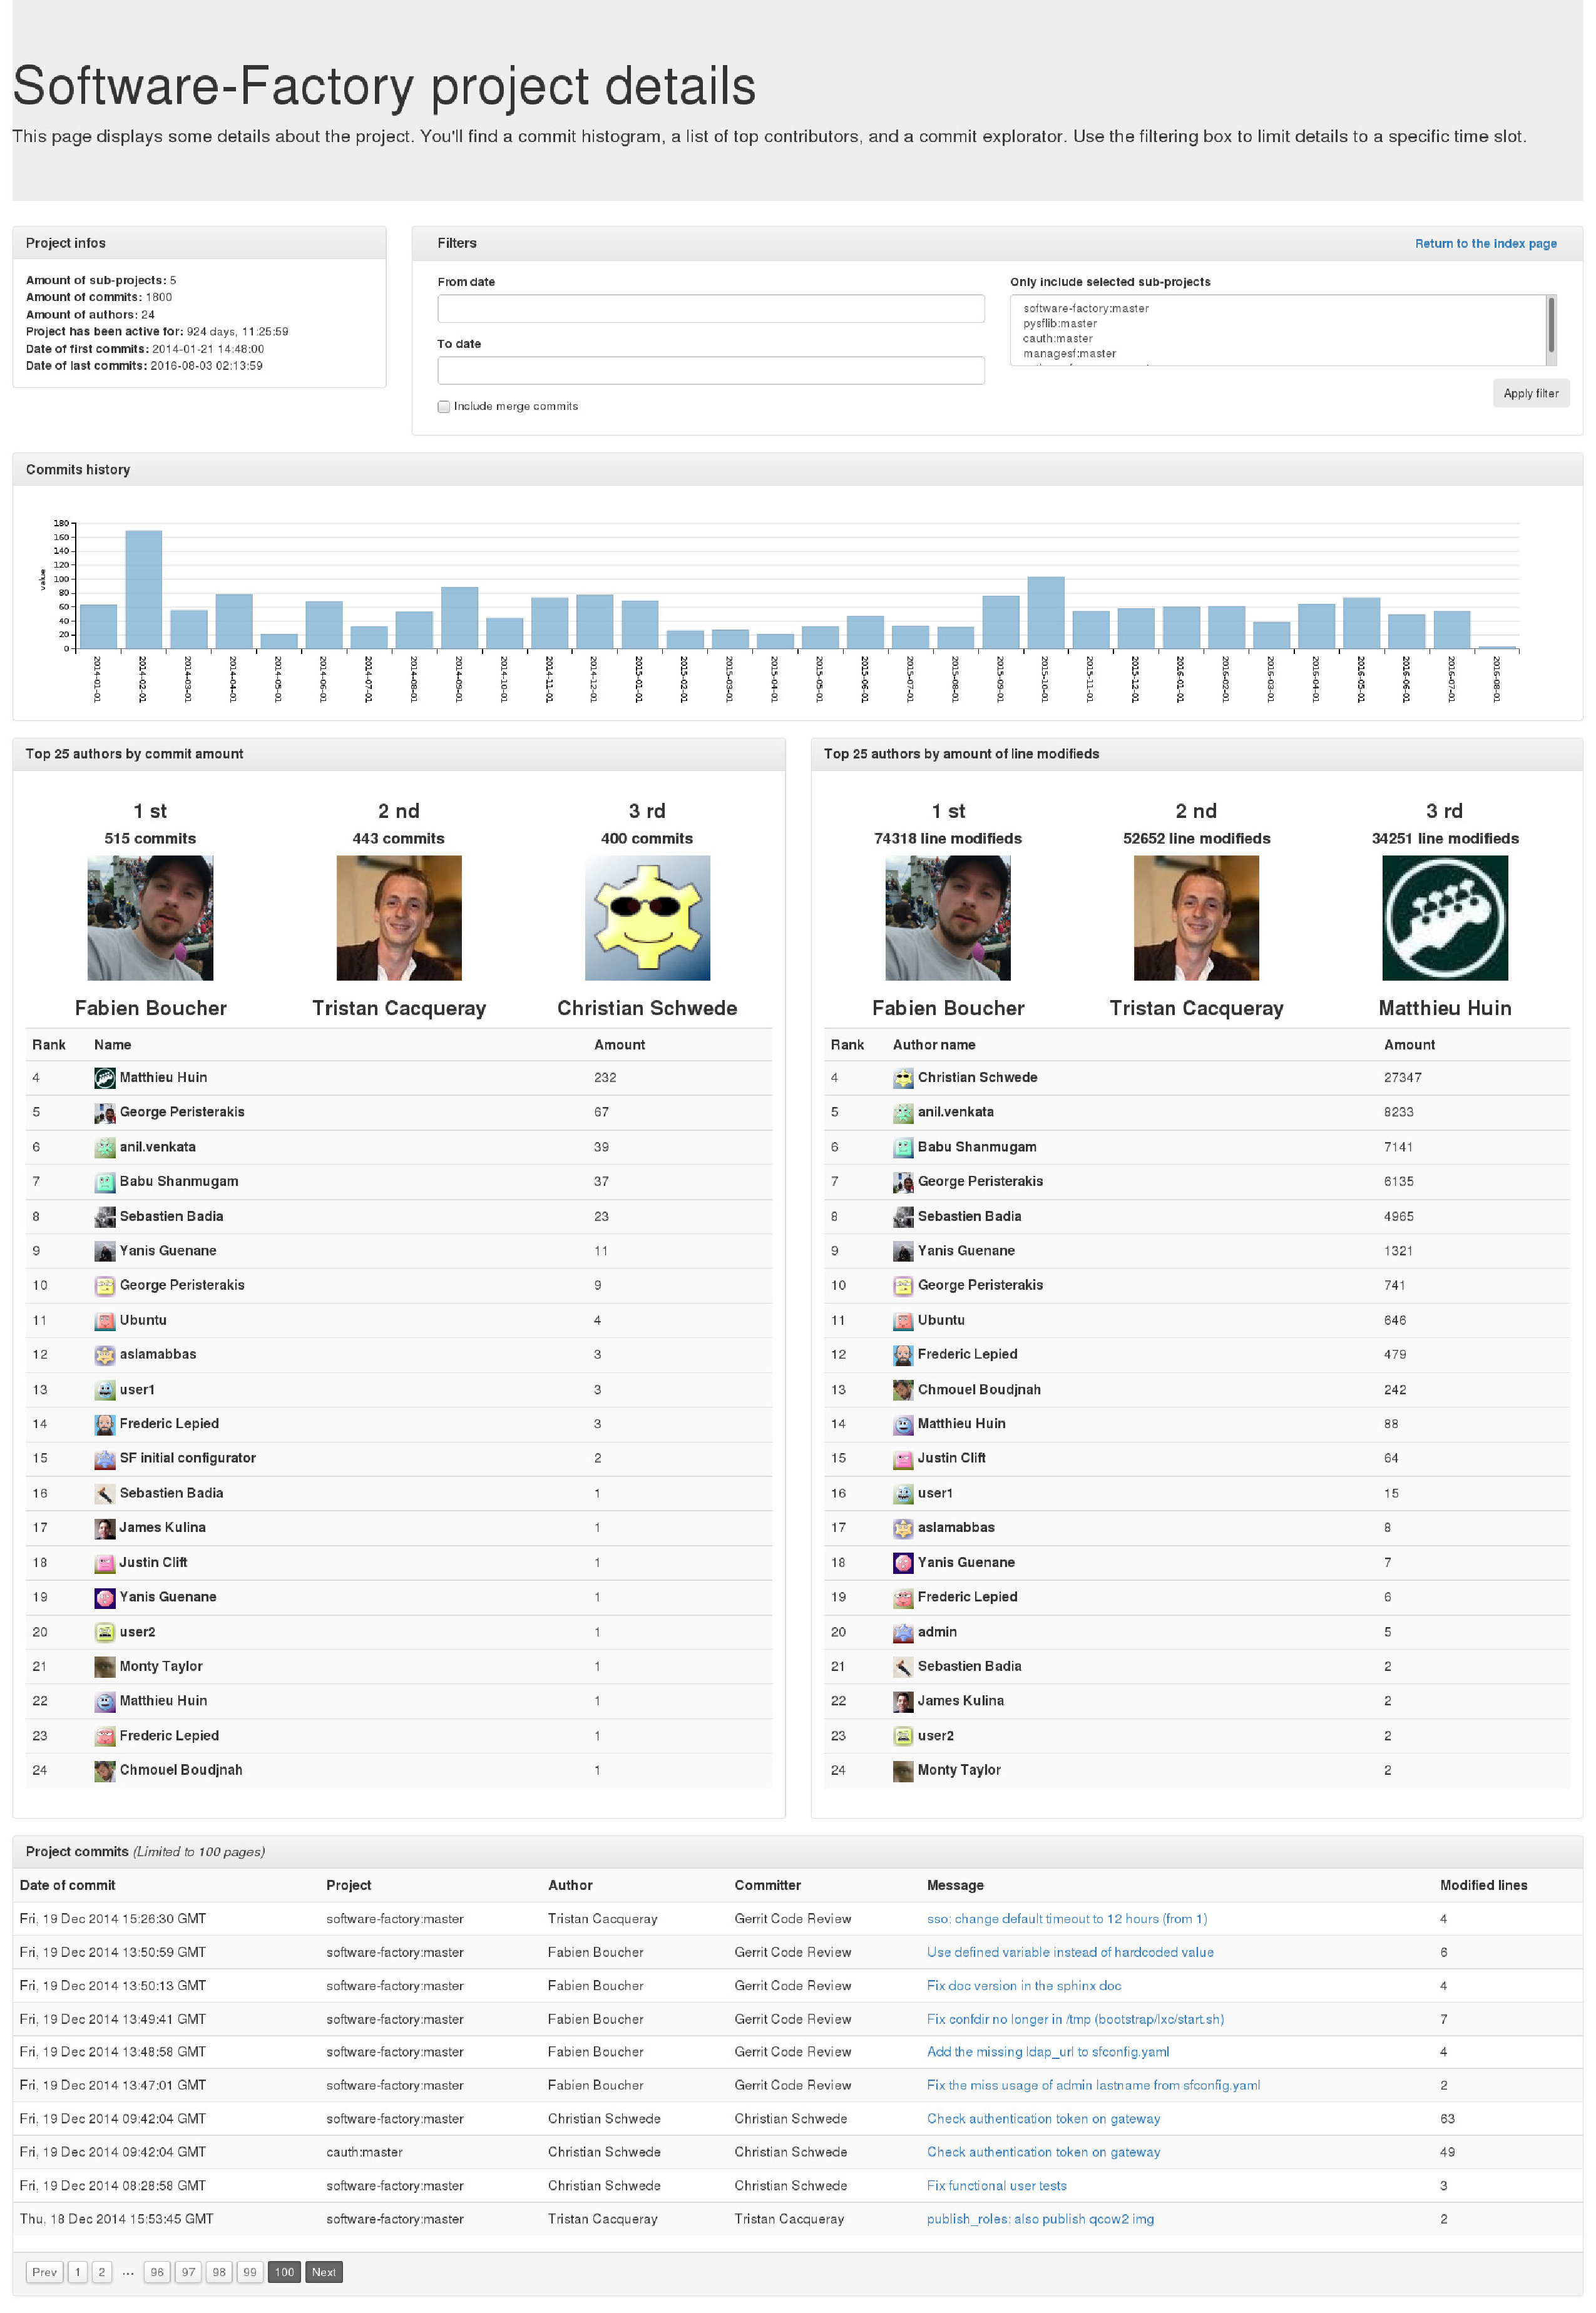 Software-Factory project details
This page displays some details about the project. You'll find a commit histogram, a list of top contributors, and a commit explorator. Use the filtering box to limit details to a specific time slot.
Project infos
Amount of sub-projects: 5
Amount of commits: 1800
Amount of authors: 24
Project has been active for: 924 days, 11:25:59
Date of first commits: 2014-01-21 14:48:00
Date of last commits: 2016-08-03 02:13:59
Filters
Return to the index page
From date
To date
Include merge commits
Only include selected sub-projects
software-factory:master
pysflib:master
cauth:master
managesf:master
Apply filter
Commits history
value
180
160
140
120
100
80
60
40
20
0
2014-01-01
2014-02-01
2014-03-01
2014-04-01
2014-05-01
2014-06-01
2014-07-01
2014-08-01
2014-09-01
2014-10-01
2014-11-01
2014-12-01
2015-01-01
2015-02-01
2015-03-01
2015-04-01
2015-05-01
2015-06-01
2015-07-01
2015-08-01
2015-09-01
2015-10-01
2015-11-01
2015-12-01
2016-01-01
2016-02-01
2016-03-01
2016-04-01
2016-05-01
2016-06-01
2016-07-01
2016-08-01
Top 25 authors by commit amount
1 st 2 nd 3 rd
515 commits 443 commits 400 commits
Fabien Boucher Tristan Cacqueray Christian Schwede
Rank Name Amount
4 Matthieu Huin 232
5 George Peristerakis 67
6 anil.venkata 39
7 Babu Shanmugam 37
8 Sebastien Badia 23
9 Yanis Guenane 11
10 George Peristerakis 9
11 Ubuntu 4
12 aslamabbas 3
13 user1 3
14 Frederic Lepied 3
15 SF initial configurator 2
16 Sebastien Badia 1
17 James Kulina 1
18 Justin Clift 1
19 Yanis Guenane 1
20 user2 1
21 Monty Taylor 1
22 Matthieu Huin 1
23 Frederic Lepied 1
24 Chmouel Boudjnah 1
Top 25 authors by amount of line modifieds
1 st 2 nd 3 rd
74318 line modifieds 52652 line modifieds 34251 line modifieds
Fabien Boucher Tristan Cacqueray Matthieu Huin
Rank Author name Amount
4 Christian Schwede 27347
5 anil.venkata 8233
6 Babu Shanmugam 7141
7 George Peristerakis 6135
8 Sebastien Badia 4965
9 Yanis Guenane 1321
10 George Peristerakis 741
11 Ubuntu 646
12 Frederic Lepied 479
13 Chmouel Boudjnah 242
14 Matthieu Huin 88
15 Justin Clift 64
16 user1 15
17 aslamabbas 8
18 Yanis Guenane 7
19 Frederic Lepied 6
20 admin 5
21 Sebastien Badia 2
22 James Kulina 2
23 user2 2
24 Monty Taylor 2
Project commits (Limited to 100 pages)
Date of commit Project Author Committer Message Modified lines
Fri, 19 Dec 2014 15:26:30 GMT software-factory:master Tristan Cacqueray Gerrit Code Review sso: change default timeout to 12 hours (from 1) 4
Fri, 19 Dec 2014 13:50:59 GMT software-factory:master Fabien Boucher Gerrit Code Review Use defined variable instead of hardcoded value 6
Fri, 19 Dec 2014 13:50:13 GMT software-factory:master Fabien Boucher Gerrit Code Review Fix doc version in the sphinx doc 4
Fri, 19 Dec 2014 13:49:41 GMT software-factory:master Fabien Boucher Gerrit Code Review Fix confdir no longer in /tmp (bootstrap/lxc/start.sh) 7
Fri, 19 Dec 2014 13:48:58 GMT software-factory:master Fabien Boucher Gerrit Code Review Add the missing ldap_url to sfconfig.yaml 4
Fri, 19 Dec 2014 13:47:01 GMT software-factory:master Fabien Boucher Gerrit Code Review Fix the miss usage of admin lastname from sfconfig.yaml 2
Fri, 19 Dec 2014 09:42:04 GMT software-factory:master Christian Schwede Christian Schwede Check authentication token on gateway 63
Fri, 19 Dec 2014 09:42:04 GMT cauth:master Christian Schwede Christian Schwede Check authentication token on gateway 49
Fri, 19 Dec 2014 08:28:58 GMT software-factory:master Christian Schwede Christian Schwede Fix functional user tests 3
Thu, 18 Dec 2014 15:53:45 GMT software-factory:master Tristan Cacqueray Tristan Cacqueray publish_roles: also publish qcow2 img 2
Prev 1 2 ... 96 97 98 99 100 Next